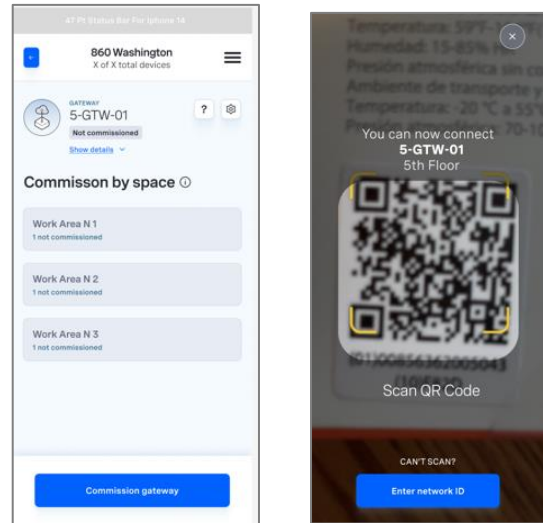 47 Pt Status Bar For Iphone 14
860 Washington
X of X total devices
GATEWAY
5-GTW-01
?
Not commissioned
Show details
Commisson by space
Work Area N 1
1 not commissioned
Work Area N 2
1 not commissioned
Work Area N 3
1 not commissioned
Commission gateway
Temperatura: 59°F-
Humedad: 15-85%
Presión atmosférica sin
Ambiente de transporte y
Temperatura: -20 °C a 55°
You can now connect
5-GTW-01
5th Floor
(01)00856362005043
Scan QR Code
CAN'T SCAN?
Enter network ID